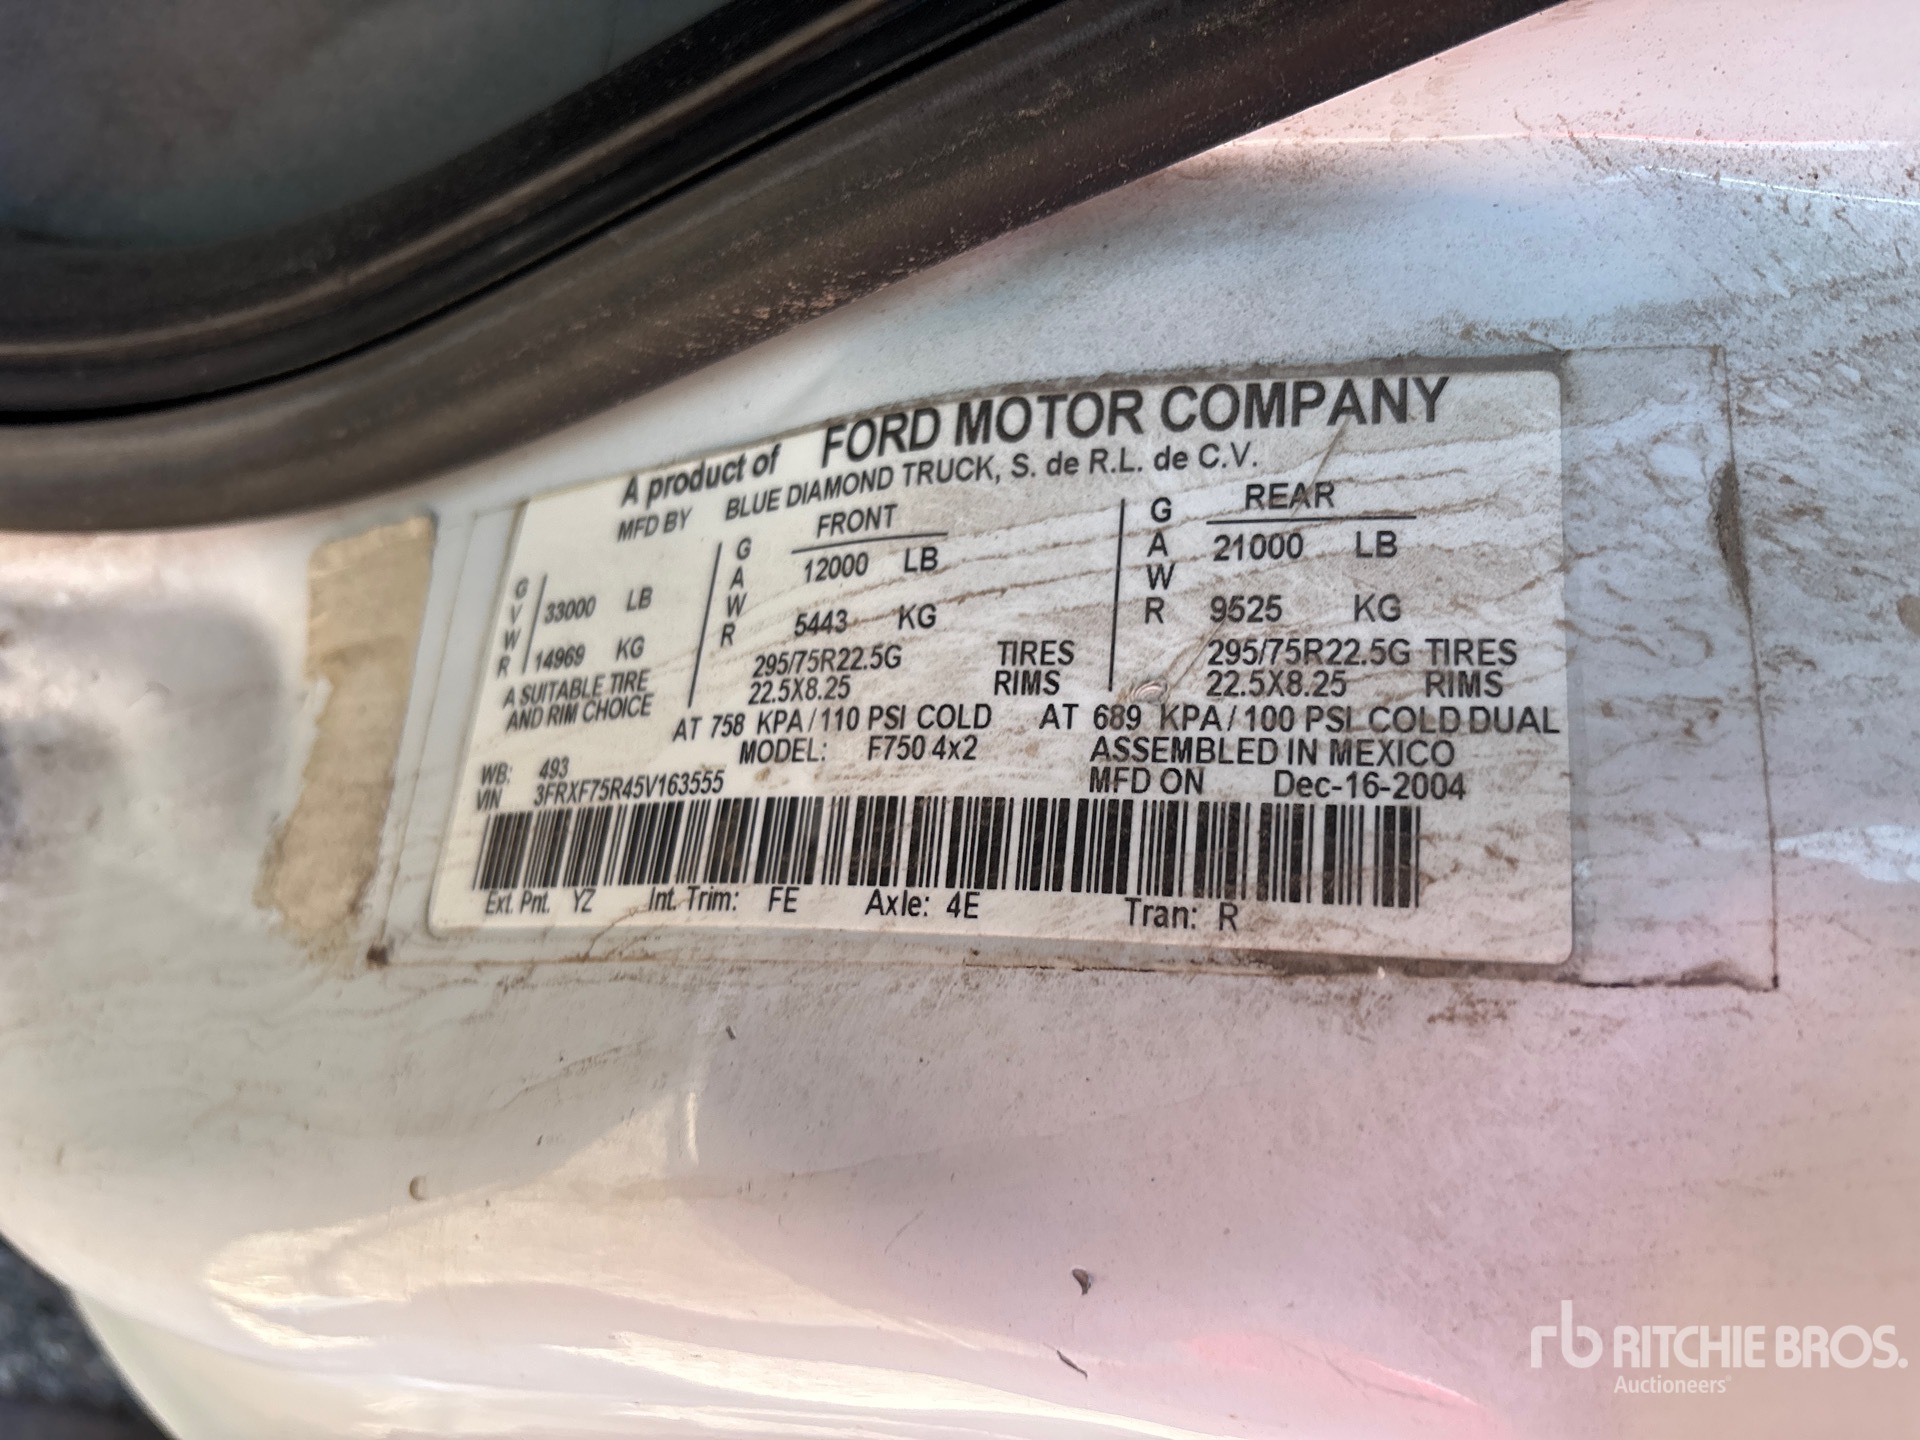 A product of FORD MOTOR COMPANY
MFD BY BLUE DIAMOND TRUCK, S. de R.L. de C.V.
FRONT REAR
GVWR 33000 LB GAWR 12000 LB GAWR 21000 LB
14969 KG 5443 KG 9525 KG
A SUITABLE TIRE 295/75R22.5G TIRES 295/75R22.5G TIRES
AND RIM CHOICE 22.5X8.25 RIMS 22.5X8.25 RIMS
AT 758 KPA/110 PSI COLD AT 689 KPA/100 PSI COLD DUAL
WB: 493 MODEL: F750 4x2 ASSEMBLED IN MEXICO
VIN 3FRXF75R45V163555 MFD ON Dec-16-2004
Ext. Pnt. YZ Int. Trim: FE Axle: 4E Tran: R
rb RITCHIE BROS.
Auctioneers